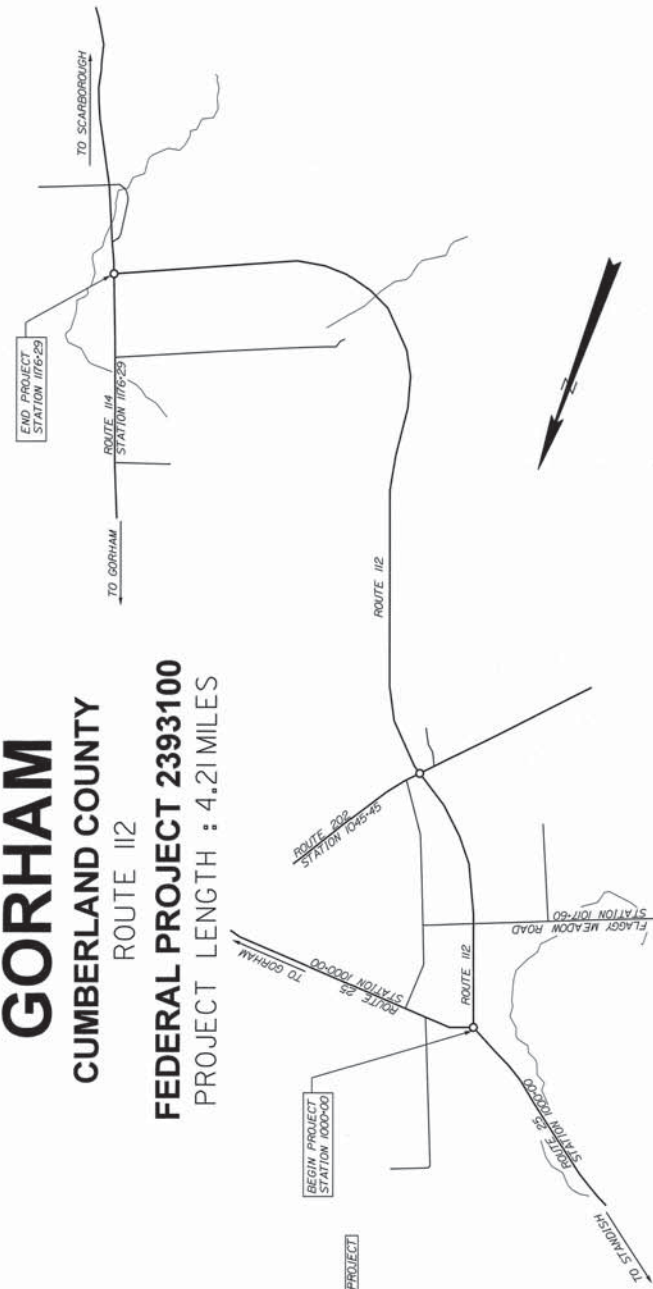 GORHAM
CUMBERLAND COUNTY
ROUTE 112
FEDERAL PROJECT 2393100
PROJECT LENGTH : 4.21 MILES
END PROJECT
STATION 1176+29
TO SCARBOROUGH
ROUTE 114
STATION 1176+29
TO GORHAM
ROUTE 112
N
ROUTE 202
STATION 1045+45
TO GORHAM
ROUTE 25
STATION 1000+00
FLAGGY MEADOW ROAD
STATION 1017+60
ROUTE 112
BEGIN PROJECT
STATION 1000+00
ROUTE 25
STATION 1000+00
TO STANDISH
PROJECT